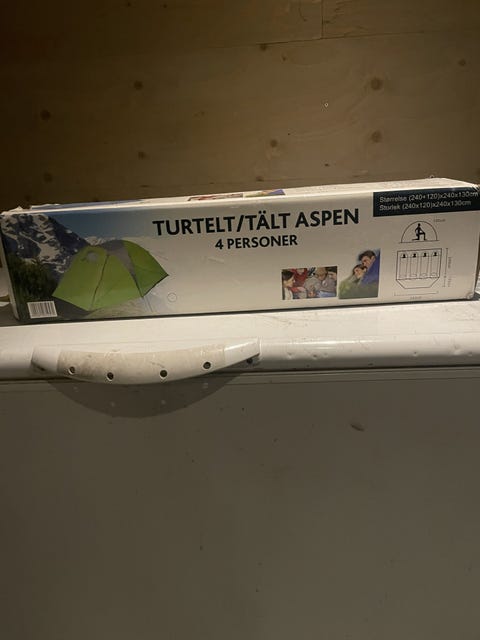 TURTELT/TÄLT ASPEN
4 PERSONER
Størrelse (240+120)x240x130cm
Storlek (240x120)x240x130cm